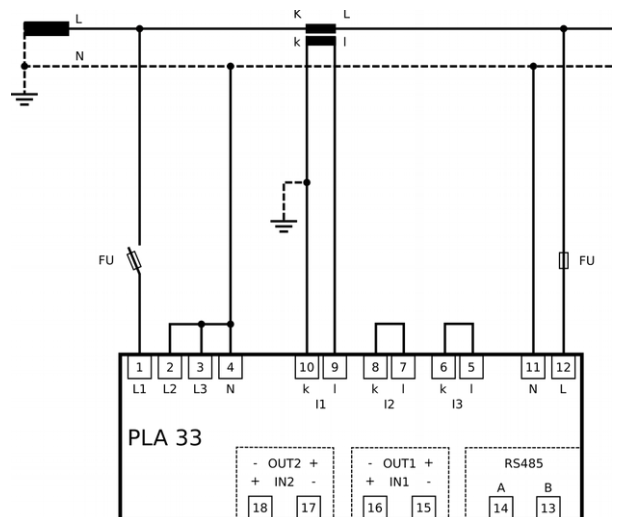 L
K L
k l
N
FU FU
1 2 3 4 10 9 8 7 6 5 11 12
L1 L2 L3 N k l k l k l N L
I1 I2 I3
PLA 33
- OUT2 + - OUT1 + RS485
+ IN2 - + IN1 - A B
18 17 16 15 14 13